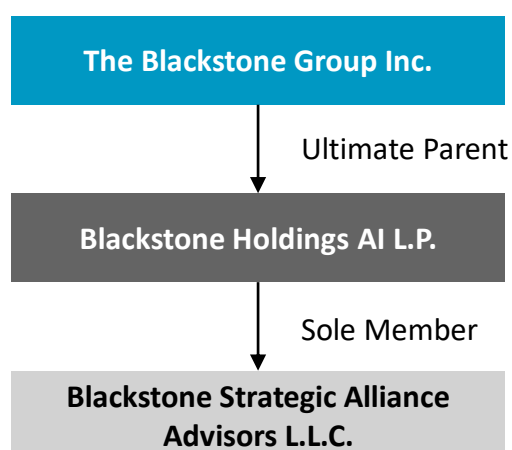 The Blackstone Group Inc.
Ultimate Parent
Blackstone Holdings AI L.P.
Sole Member
Blackstone Strategic Alliance
Advisors L.L.C.